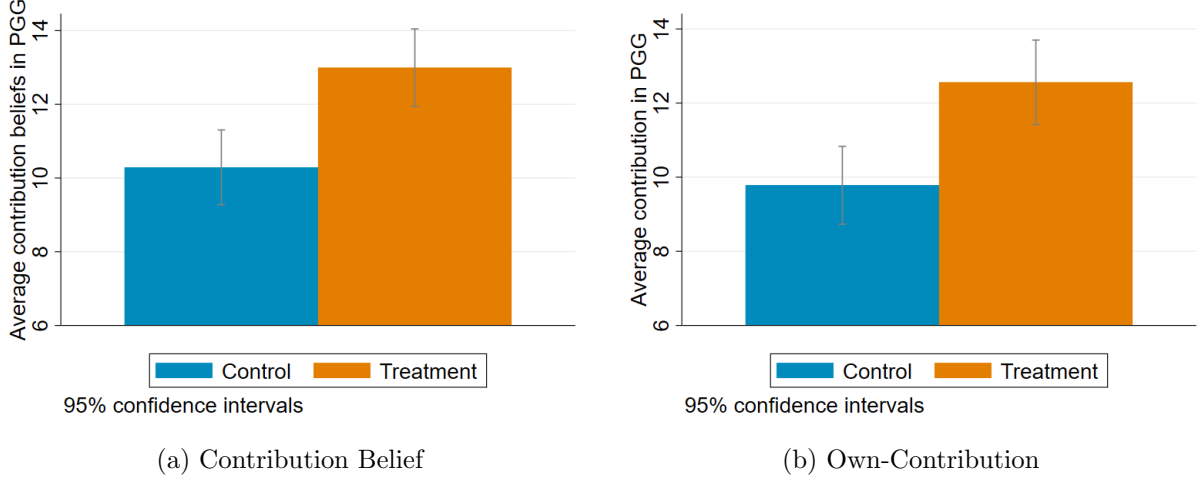 Average contribution beliefs in PGG
14
12
10
8
6
Control Treatment
95% confidence intervals
(a) Contribution Belief
Average contribution in PGG
14
12
10
8
6
Control Treatment
95% confidence intervals
(b) Own-Contribution